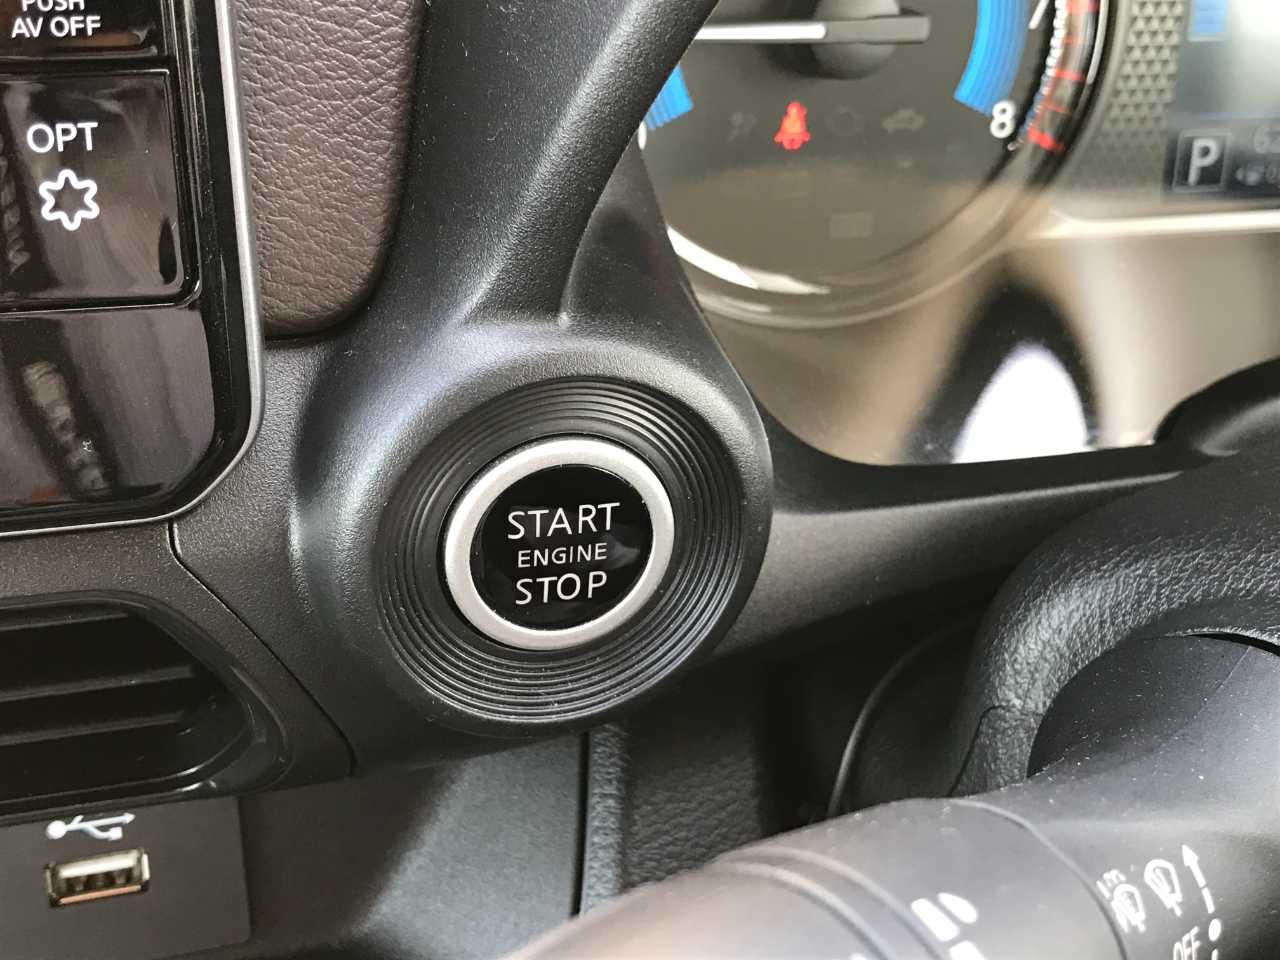 PUSH
AV OFF
OPT
8
P
START
ENGINE
STOP
OFF